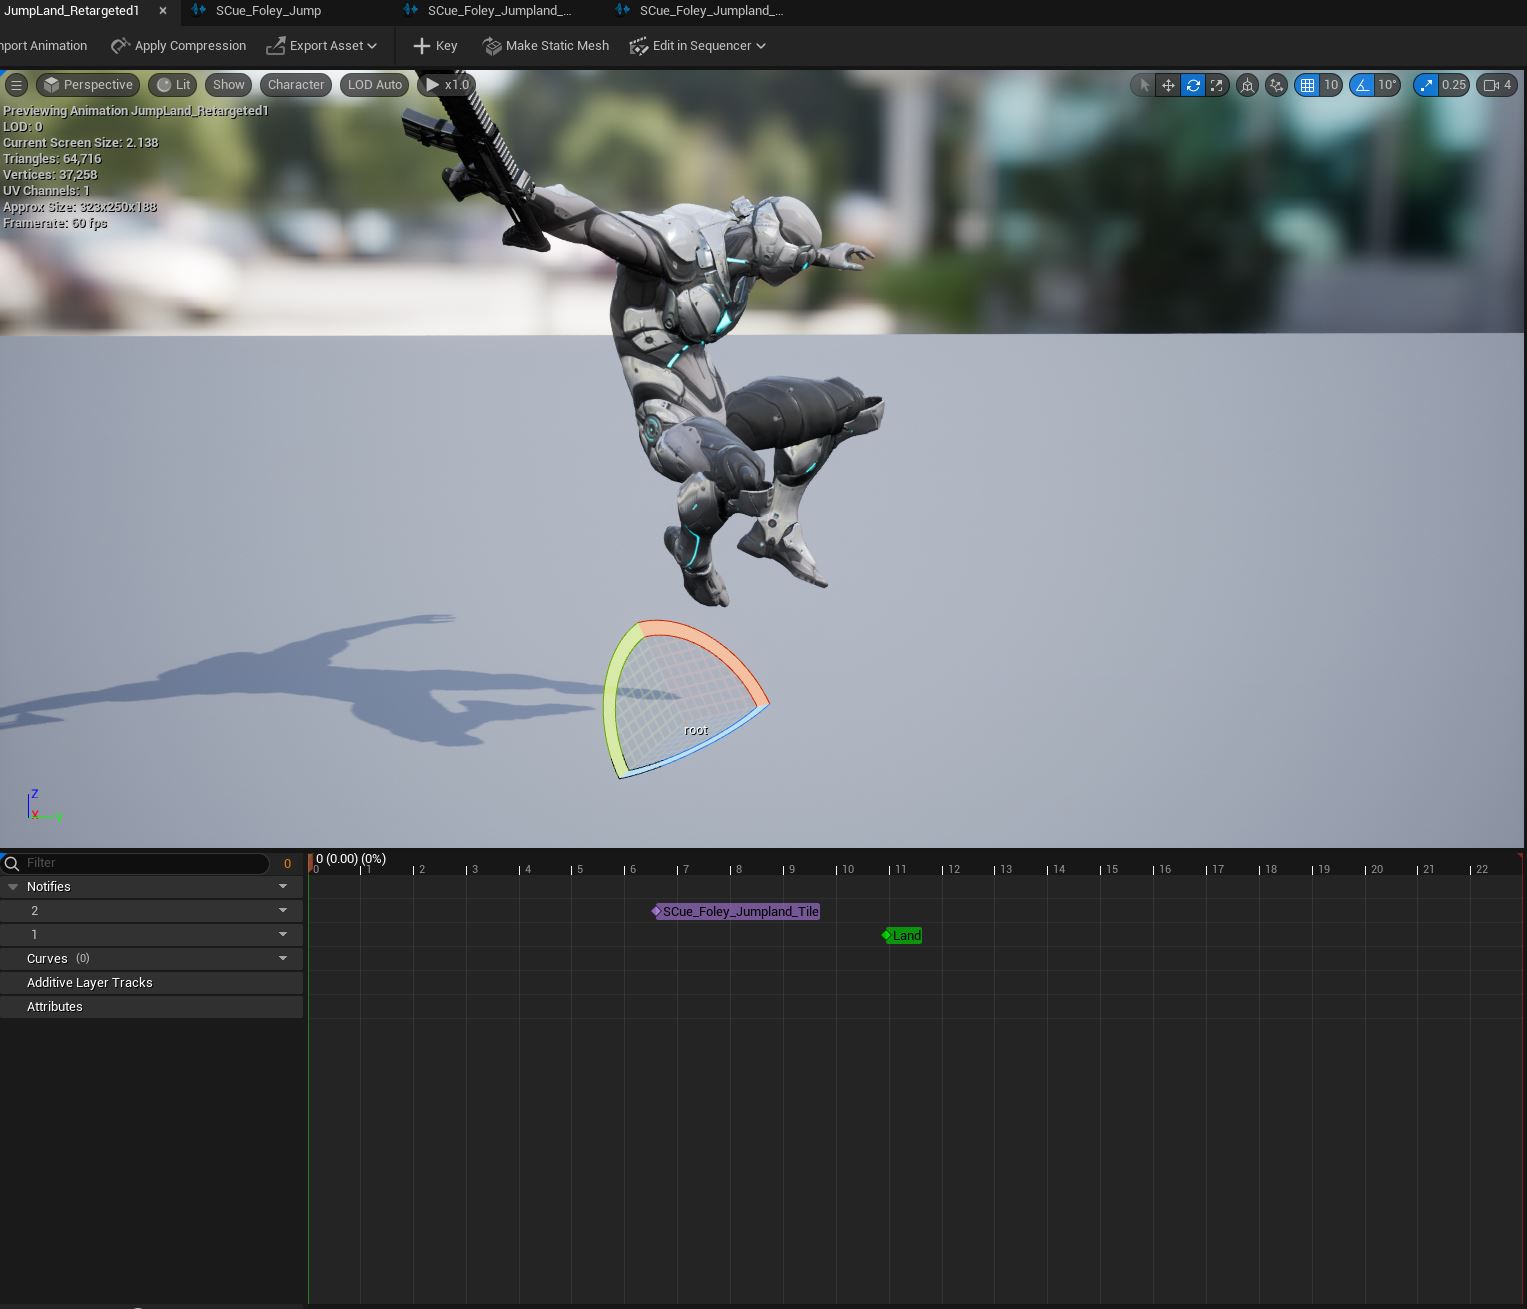 JumpLand_Retargeted1 × SCue_Foley_Jump SCue_Foley_Jumpland_... SCue_Foley_Jumpland_...
mport Animation Apply Compression Export Asset Key Make Static Mesh Edit in Sequencer
Perspective Lit Show Character LOD Auto x1.0 10 10° 0.25 4
Previewing Animation JumpLand_Retargeted1
LOD: 0
Current Screen Size: 2.138
Triangles: 64,716
Vertices: 37,258
UV Channels: 1
Approx Size: 323x250x188
Framerate: 60 fps
root
Z
X
Y
Filter 0 0 (0.00) (0%)
0 1 2 3 4 5 6 7 8 9 10 11 12 13 14 15 16 17 18 19 20 21 22
Notifies
2 SCue_Foley_Jumpland_Tile
1 Land
Curves (0)
Additive Layer Tracks
Attributes